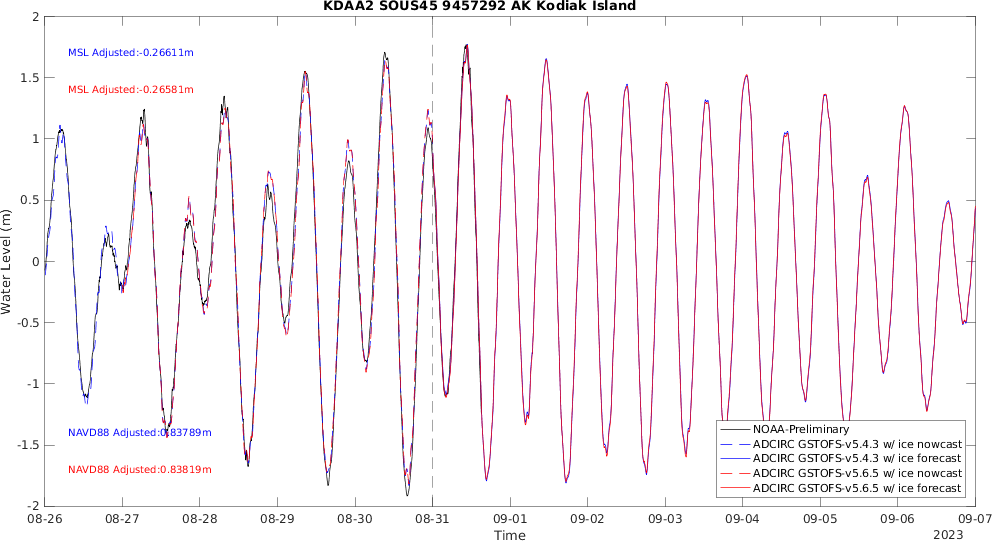 KDAA2 SOUS45 9457292 AK Kodiak Island
MSL Adjusted:-0.26611m
MSL Adjusted:-0.26581m
NAVD88 Adjusted:0.83789m
NAVD88 Adjusted:0.83819m
Water Level (m)
2
1.5
1
0.5
0
-0.5
-1
-1.5
-2
NOAA-Preliminary
ADCIRC GSTOFS-v5.4.3 w/ ice nowcast
ADCIRC GSTOFS-v5.4.3 w/ ice forecast
ADCIRC GSTOFS-v5.6.5 w/ ice nowcast
ADCIRC GSTOFS-v5.6.5 w/ ice forecast
08-26 08-27 08-28 08-29 08-30 08-31 09-01 09-02 09-03 09-04 09-05 09-06 09-07
Time
2023